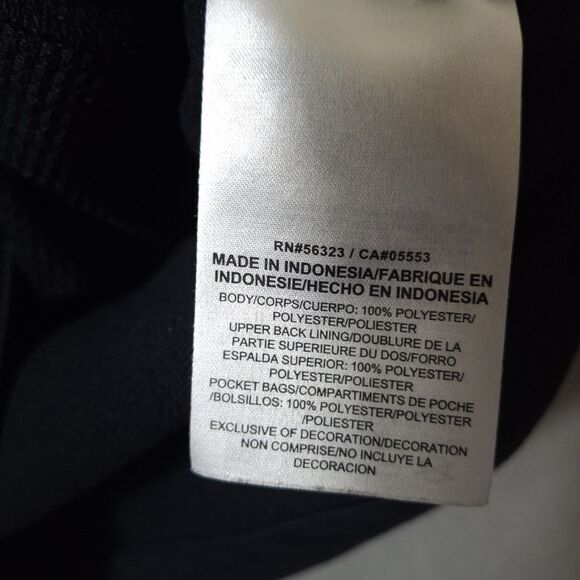 RN#56323 / CA#05553
MADE IN INDONESIA/FABRIQUE EN
INDONESIE/HECHO EN INDONESIA
BODY/CORPS/CUERPO: 100% POLYESTER/
POLYESTER/POLIESTER
UPPER BACK LINING/DOUBLURE DE LA
PARTIE SUPERIEURE DU DOS/FORRO
ESPALDA SUPERIOR: 100% POLYESTER/
POLYESTER/POLIESTER
POCKET BAGS/COMPARTIMENTS DE POCHE
/BOLSILLOS: 100% POLYESTER/POLYESTER
/POLIESTER
EXCLUSIVE OF DECORATION/DECORATION
NON COMPRISE/NO INCLUYE LA
DECORACION